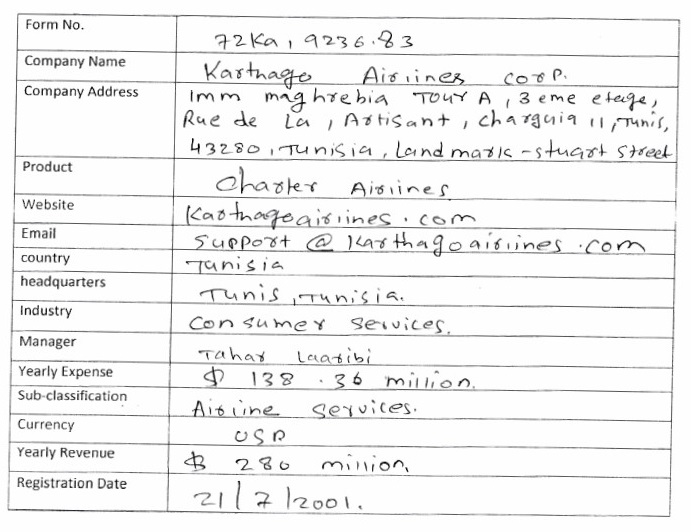 Form No. 72Ka, 9236.83
Company Name Karthago Airlines corp.
Company Address Imm maghrebia Tour A, 3 eme etage,
Rue de La, Artisant, charguia 11, Tunis,
43280, Tunisia, Landmark - stuart street
Product Charter Airlines
Website Karthagoairlines.com
Email support@karthagoairlines.com
country Tunisia
headquarters Tunis, Tunisia.
Industry Consumer Services.
Manager Tahar Laaribi
Yearly Expense $ 138.36 million.
Sub-classification Airline services.
Currency USD
Yearly Revenue $ 280 million.
Registration Date 21/7/2001.